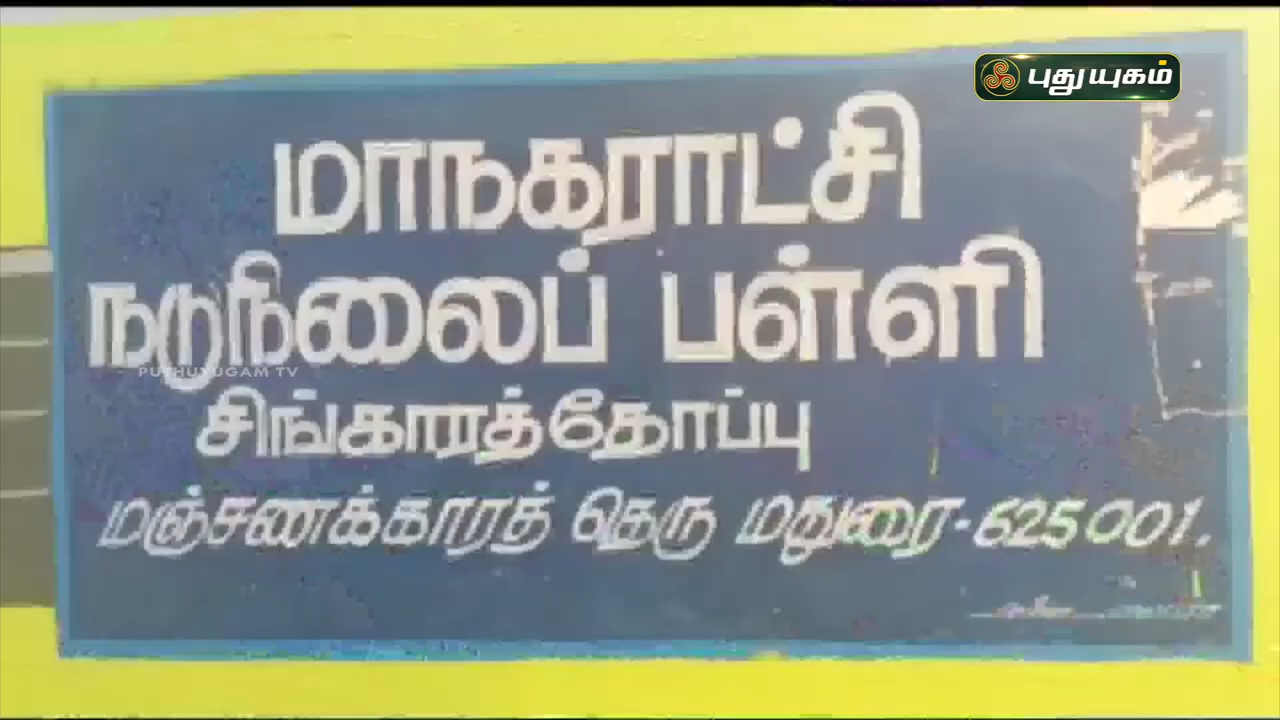 புதுயுகம்
மாநகராட்சி
நடுநிலைப் பள்ளி
PUTHUYUGAM TV
சிங்காரத்தோப்பு
மஞ்சணக்காரத் தெரு மதுரை-625001.